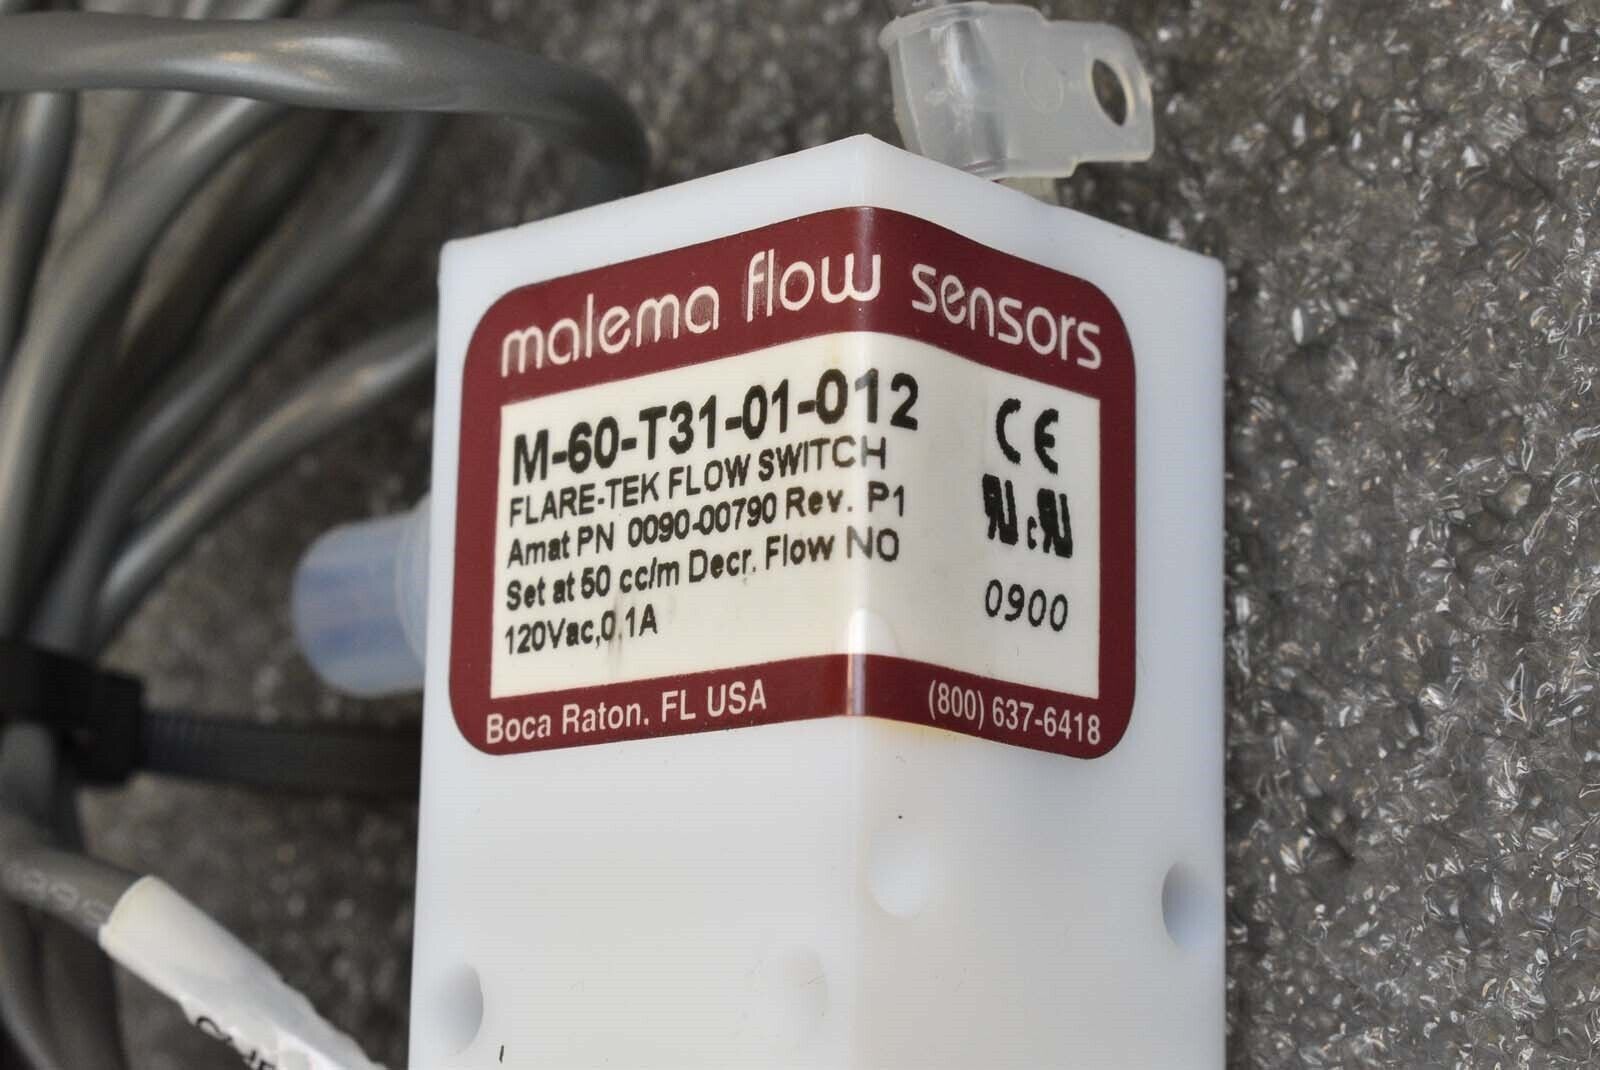 malema flow sensors
M-60-T31-01-012
FLARE-TEK FLOW SWITCH
Amat PN 0090-00790 Rev. P1
Set at 50 cc/m Decr. Flow NO
120Vac,0.1A
CE
0900
Boca Raton, FL USA
(800) 637-6418